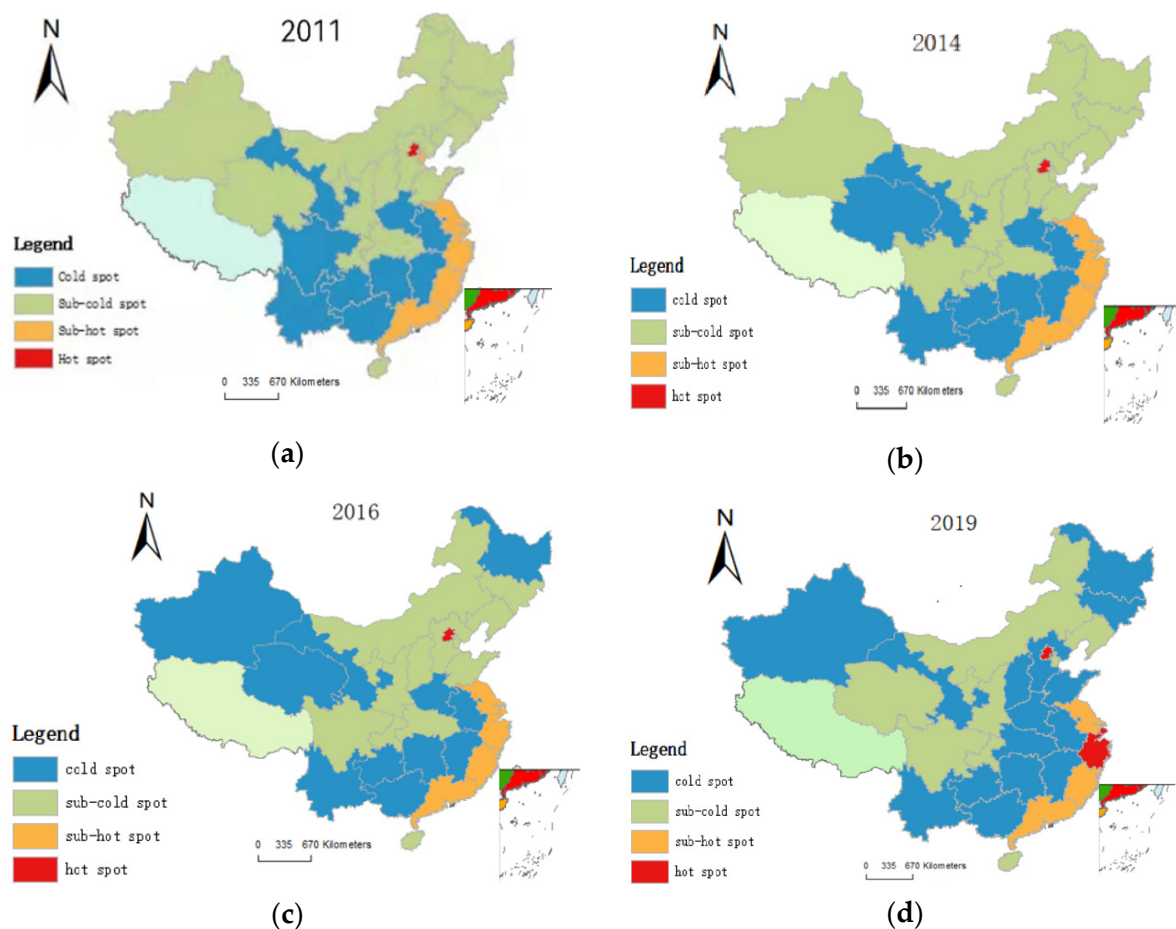 N
2011
Legend
Cold spot
Sub-cold spot
Sub-hot spot
Hot spot
0 335 670 Kilometers
(a)
N
2014
Legend
cold spot
sub-cold spot
sub-hot spot
hot spot
0 335 670 Kilometers
(b)
N
2016
Legend
cold spot
sub-cold spot
sub-hot spot
hot spot
0 335 670 Kilometers
(c)
N
2019
Legend
cold spot
sub-cold spot
sub-hot spot
hot spot
0 335 670 Kilometers
(d)